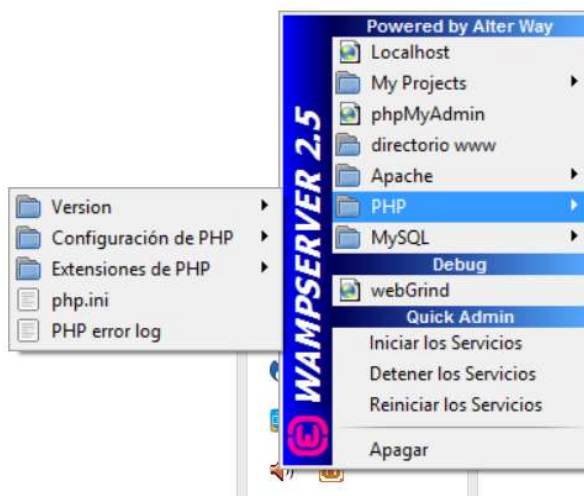 Powered by Alter Way
Localhost
My Projects
phpMyAdmin
directorio www
Apache
PHP
MySQL
Debug
webGrind
Quick Admin
Iniciar los Servicios
Detener los Servicios
Reiniciar los Servicios
Apagar
WAMPSERVER 2.5
Version
Configuración de PHP
Extensiones de PHP
php.ini
PHP error log